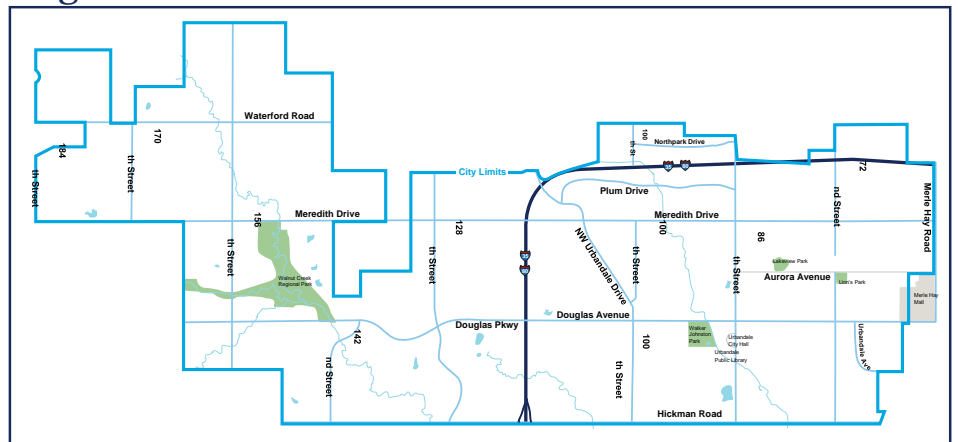 Waterford Road
170
th Street
184
th Street
100
th St
Northpark Drive
City Limits
35
80
72
nd Street
Plum Drive
Merle Hay Road
Meredith Drive
156
th Street
128
th Street
Meredith Drive
100
th Street
86
th Street
NW Urbandale Drive
Lakeview Park
Aurora Avenue
Lion's Park
Walnut Creek
Regional Park
Merle Hay
Mall
Douglas Avenue
Douglas Pkwy
142
nd Street
100
th Street
Walker
Johnston
Park
Urbandale
City Hall
Urbandale
Public Library
Urbandale Ave
Hickman Road